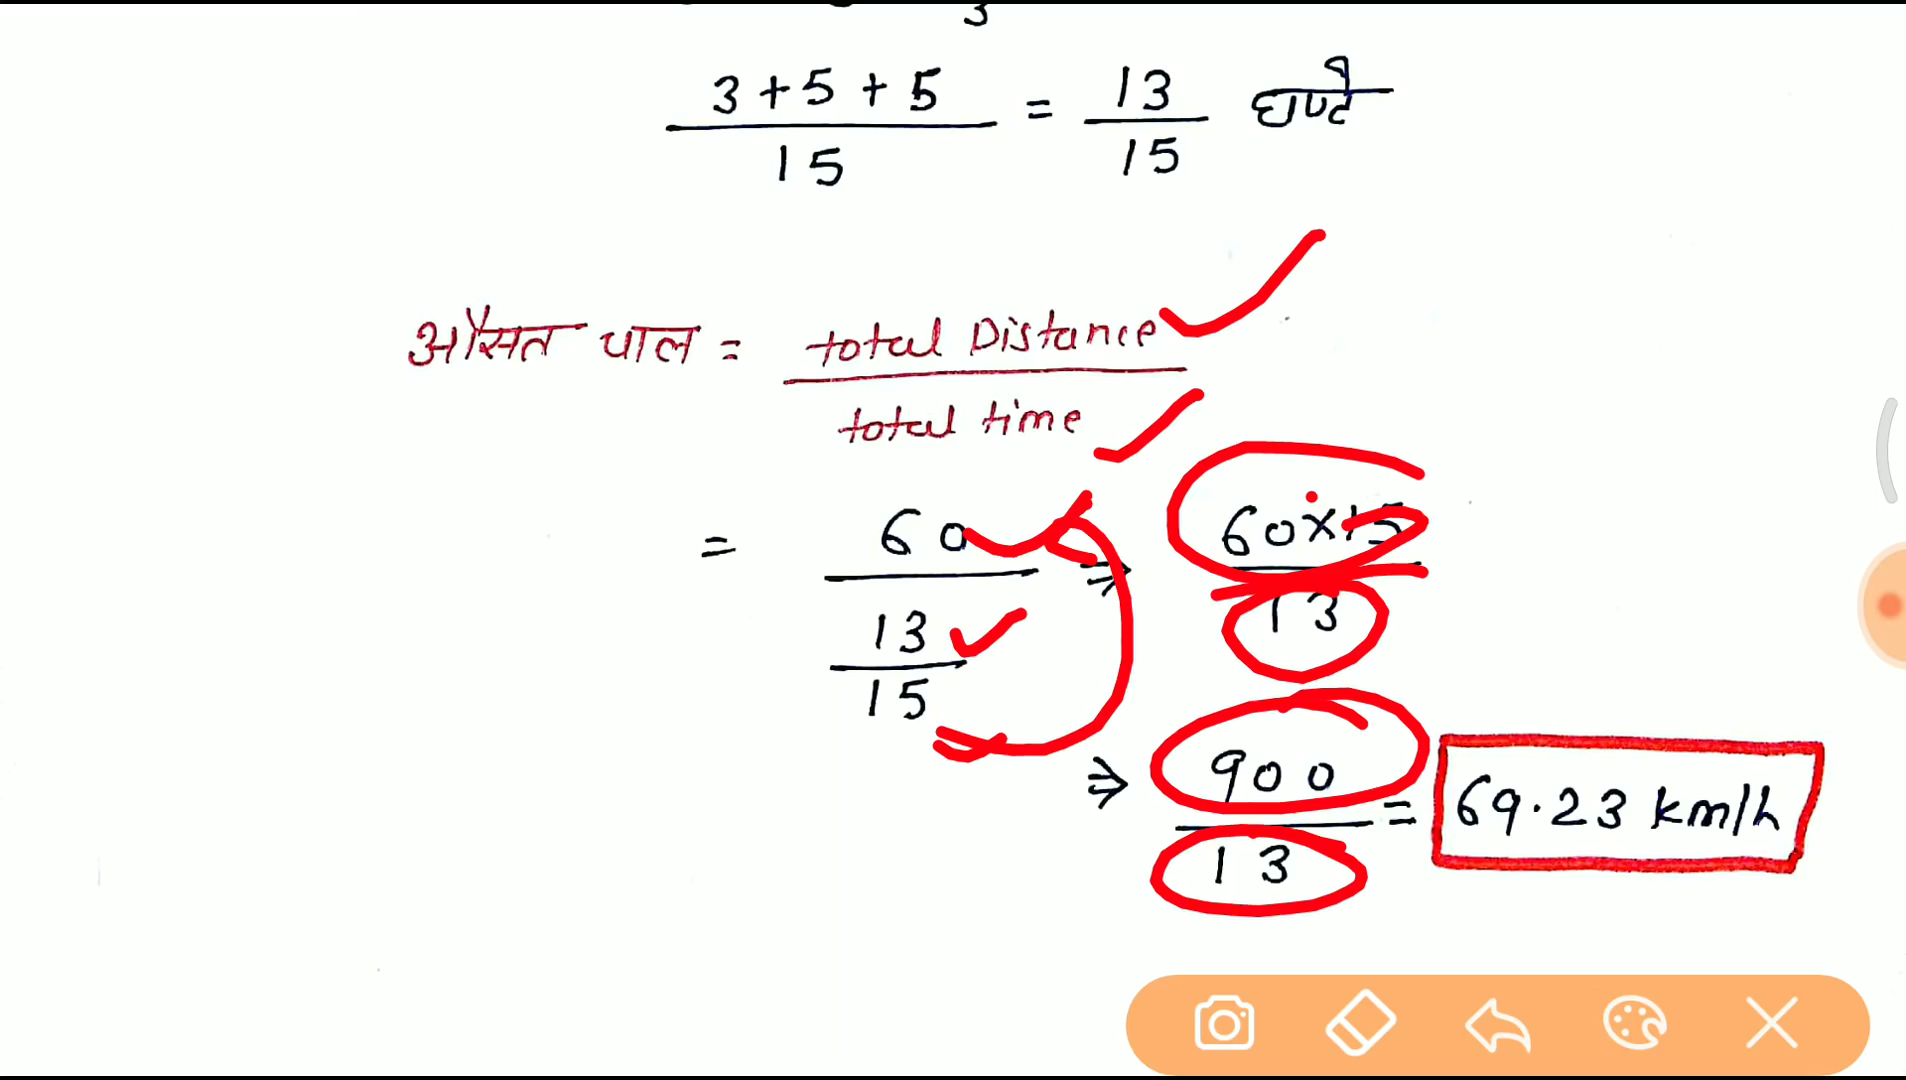 3
3 + 5 + 5 / 15 = 13 / 15 घण्टे
औसत चाल = total Distance / total time
= 60 / 13 / 15 ⇒ 60×15 / 13
⇒ 900 / 13 = 69.23 km/h